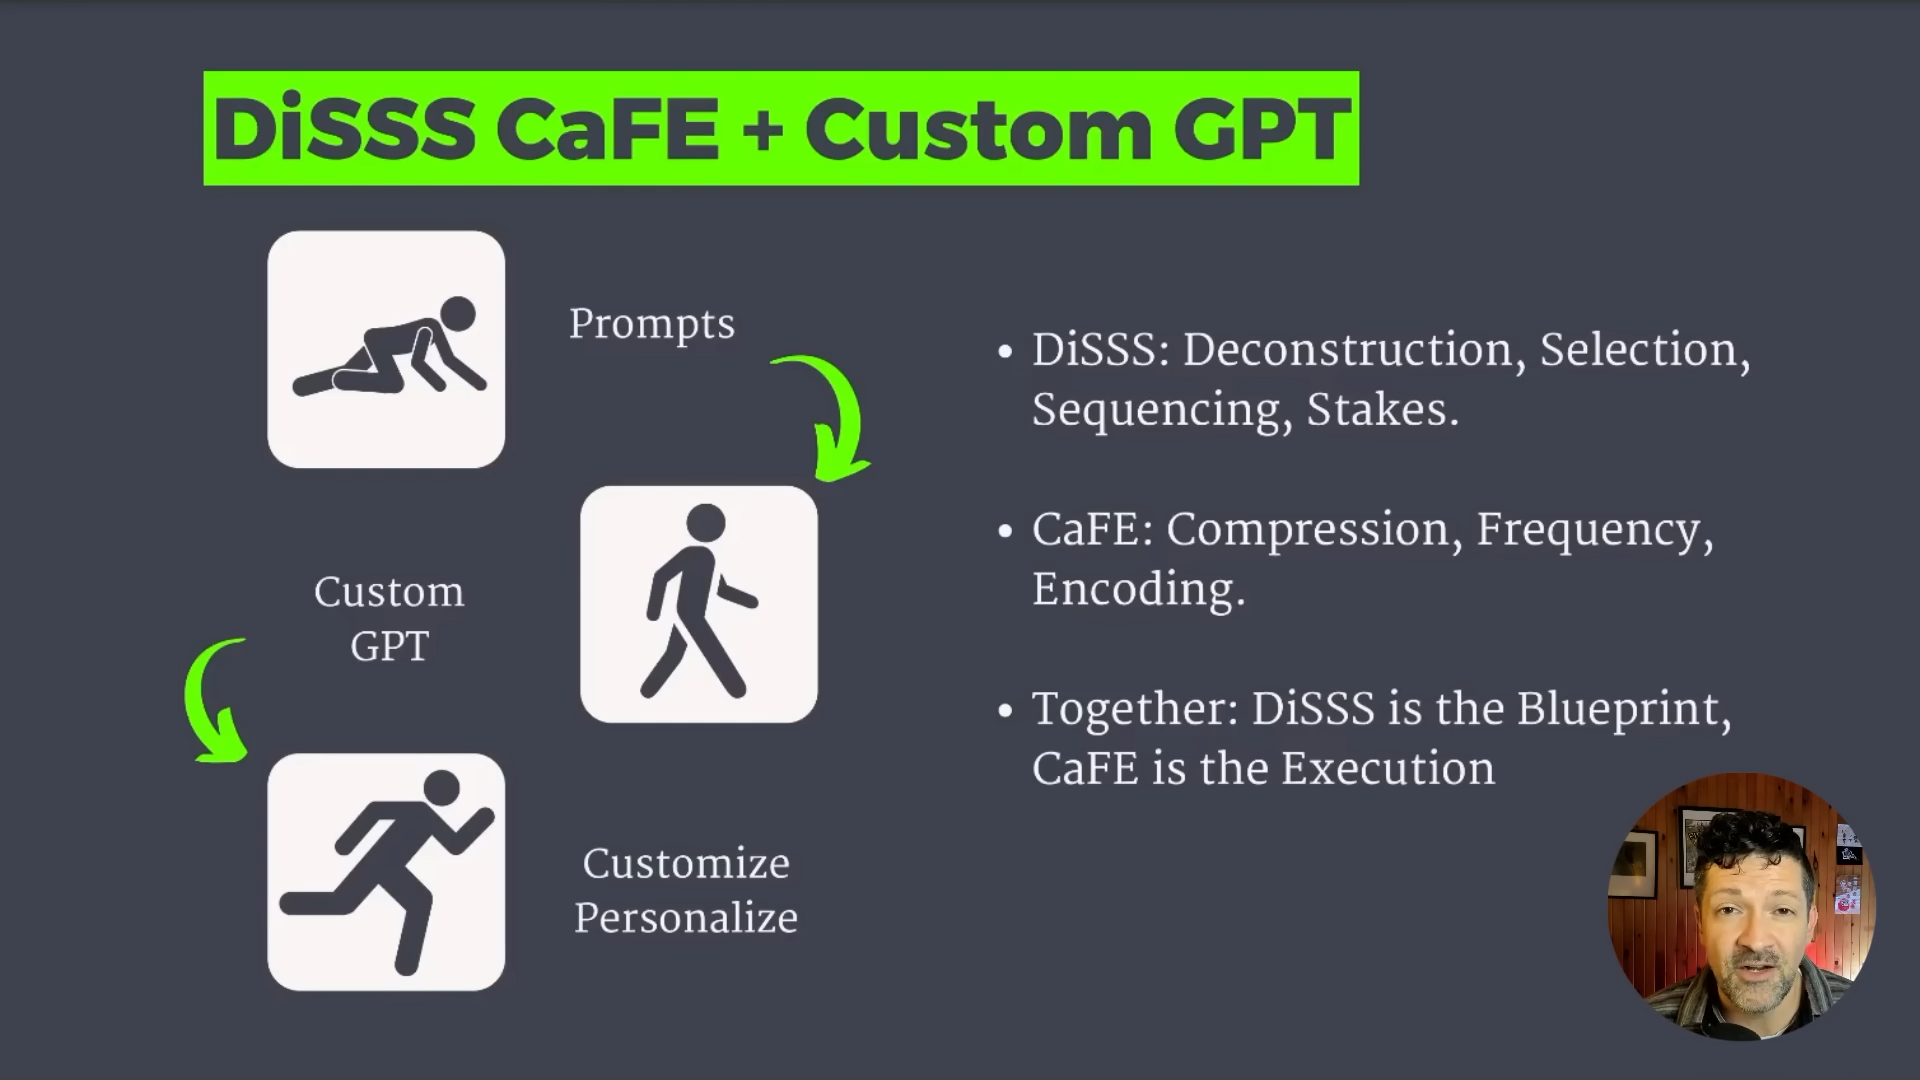 DiSSS CaFE + Custom GPT
Prompts
Custom
GPT
Customize
Personalize
• DiSSS: Deconstruction, Selection,
Sequencing, Stakes.
• CaFE: Compression, Frequency,
Encoding.
• Together: DiSSS is the Blueprint,
CaFE is the Execution